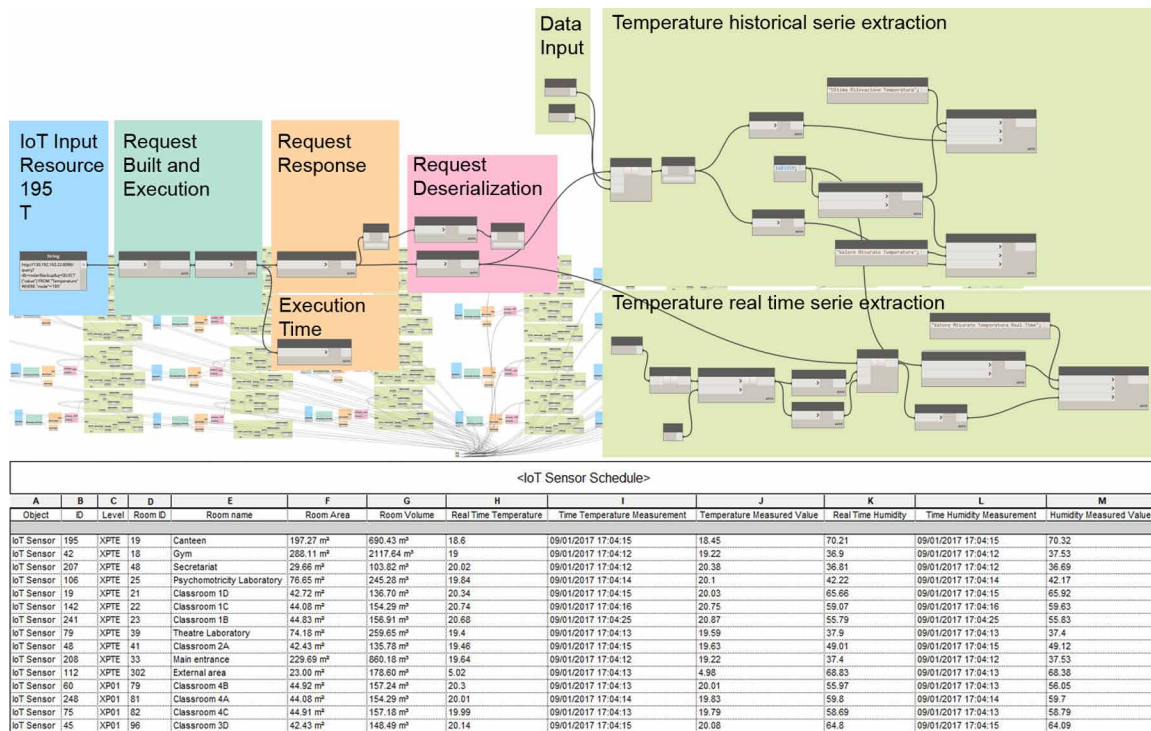 IoT Input
Resource
195
T
Request
Built and
Execution
Request
Response
Execution
Time
Request
Deserialization
Data
Input
Temperature historical serie extraction
"Ultima Rilevazione Temperatura";
"Valore Misurato Temperatura";
Temperature real time serie extraction
"Valore Misurato Temperatura Real Time";
String
<IoT Sensor Schedule>
A B C D E F G H I J K L M
Object ID Level Room ID Room name Room Area Room Volume Real Time Temperature Time Temperature Measurement Temperature Measured Value Real Time Humidity Time Humidity Measurement Humidity Measured Value
IoT Sensor 195 XPTE 19 Canteen 197.27 m² 690.43 m³ 18.6 09/01/2017 17:04:15 18.45 70.21 09/01/2017 17:04:15 70.32
IoT Sensor 42 XPTE 18 Gym 288.11 m² 2117.64 m³ 19 09/01/2017 17:04:12 19.22 36.9 09/01/2017 17:04:12 37.53
IoT Sensor 207 XPTE 48 Secretariat 29.66 m² 103.82 m³ 20.02 09/01/2017 17:04:12 20.38 36.81 09/01/2017 17:04:12 36.69
IoT Sensor 106 XPTE 25 Psychomotricity Laboratory 76.65 m² 245.28 m³ 19.84 09/01/2017 17:04:14 20.1 42.22 09/01/2017 17:04:14 42.17
IoT Sensor 19 XPTE 21 Classroom 1D 42.72 m² 136.70 m³ 20.34 09/01/2017 17:04:15 20.03 65.66 09/01/2017 17:04:15 65.92
IoT Sensor 142 XPTE 22 Classroom 1C 44.08 m² 154.29 m³ 20.74 09/01/2017 17:04:16 20.75 59.07 09/01/2017 17:04:16 59.63
IoT Sensor 241 XPTE 23 Classroom 1B 44.83 m² 156.91 m³ 20.68 09/01/2017 17:04:25 20.87 55.79 09/01/2017 17:04:25 55.83
IoT Sensor 79 XPTE 39 Theatre Laboratory 74.18 m² 259.65 m³ 19.4 09/01/2017 17:04:13 19.59 37.9 09/01/2017 17:04:13 37.4
IoT Sensor 48 XPTE 41 Classroom 2A 42.43 m² 135.78 m³ 19.46 09/01/2017 17:04:15 19.63 49.01 09/01/2017 17:04:15 49.12
IoT Sensor 208 XPTE 33 Main entrance 229.69 m² 860.18 m³ 19.64 09/01/2017 17:04:12 19.22 37.4 09/01/2017 17:04:12 37.53
IoT Sensor 112 XPTE 302 External area 23.00 m² 178.60 m³ 5.02 09/01/2017 17:04:13 4.98 68.83 09/01/2017 17:04:13 68.38
IoT Sensor 60 XP01 79 Classroom 4B 44.92 m² 157.24 m³ 20.3 09/01/2017 17:04:13 20.01 55.97 09/01/2017 17:04:13 56.05
IoT Sensor 248 XP01 81 Classroom 4A 44.08 m² 154.29 m³ 20.01 09/01/2017 17:04:14 19.83 59.8 09/01/2017 17:04:14 59.7
IoT Sensor 75 XP01 82 Classroom 4C 44.91 m² 157.18 m³ 19.99 09/01/2017 17:04:13 19.79 58.69 09/01/2017 17:04:13 58.79
IoT Sensor 45 XP01 96 Classroom 3D 42.43 m² 148.49 m³ 20.14 09/01/2017 17:04:15 20.08 64.8 09/01/2017 17:04:15 64.09